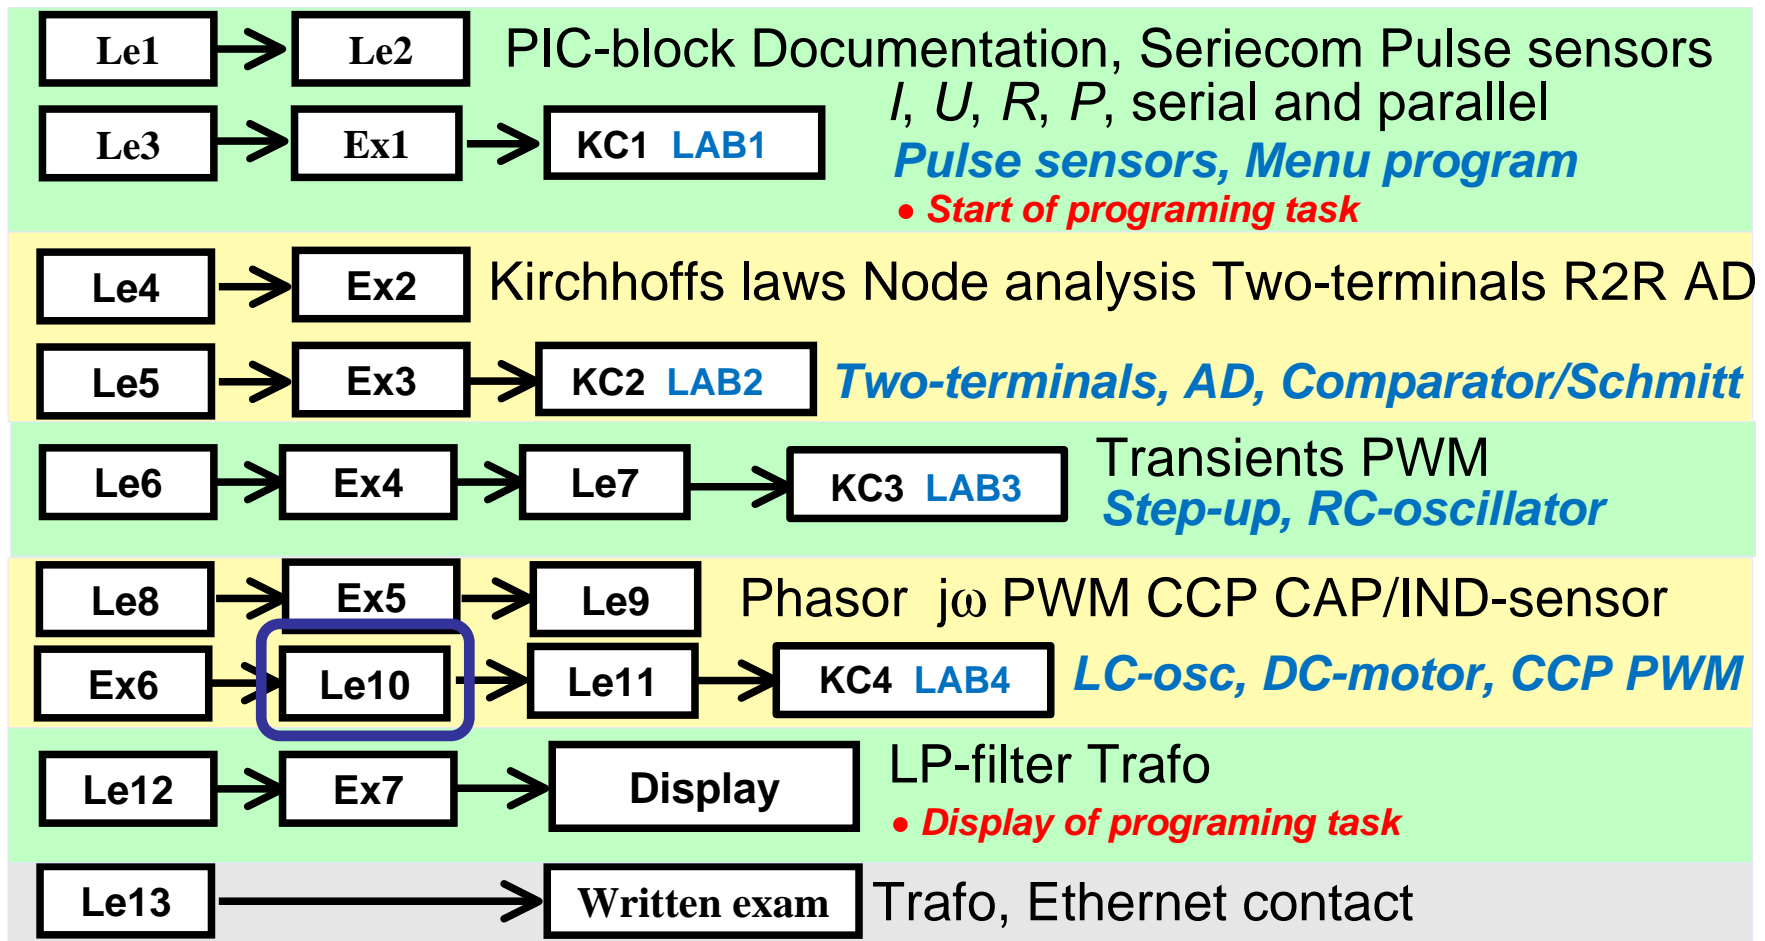 Le1 Le2 PIC-block Documentation, Seriecom Pulse sensors
I, U, R, P, serial and parallel
Le3 Ex1 KC1 LAB1 Pulse sensors, Menu program
• Start of programing task
Le4 Ex2 Kirchhoffs laws Node analysis Two-terminals R2R AD
Le5 Ex3 KC2 LAB2 Two-terminals, AD, Comparator/Schmitt
Le6 Ex4 Le7 KC3 LAB3 Transients PWM
Step-up, RC-oscillator
Le8 Ex5 Le9 Phasor jω PWM CCP CAP/IND-sensor
Ex6 Le10 Le11 KC4 LAB4 LC-osc, DC-motor, CCP PWM
Le12 Ex7 Display LP-filter Trafo
• Display of programing task
Le13 Written exam Trafo, Ethernet contact